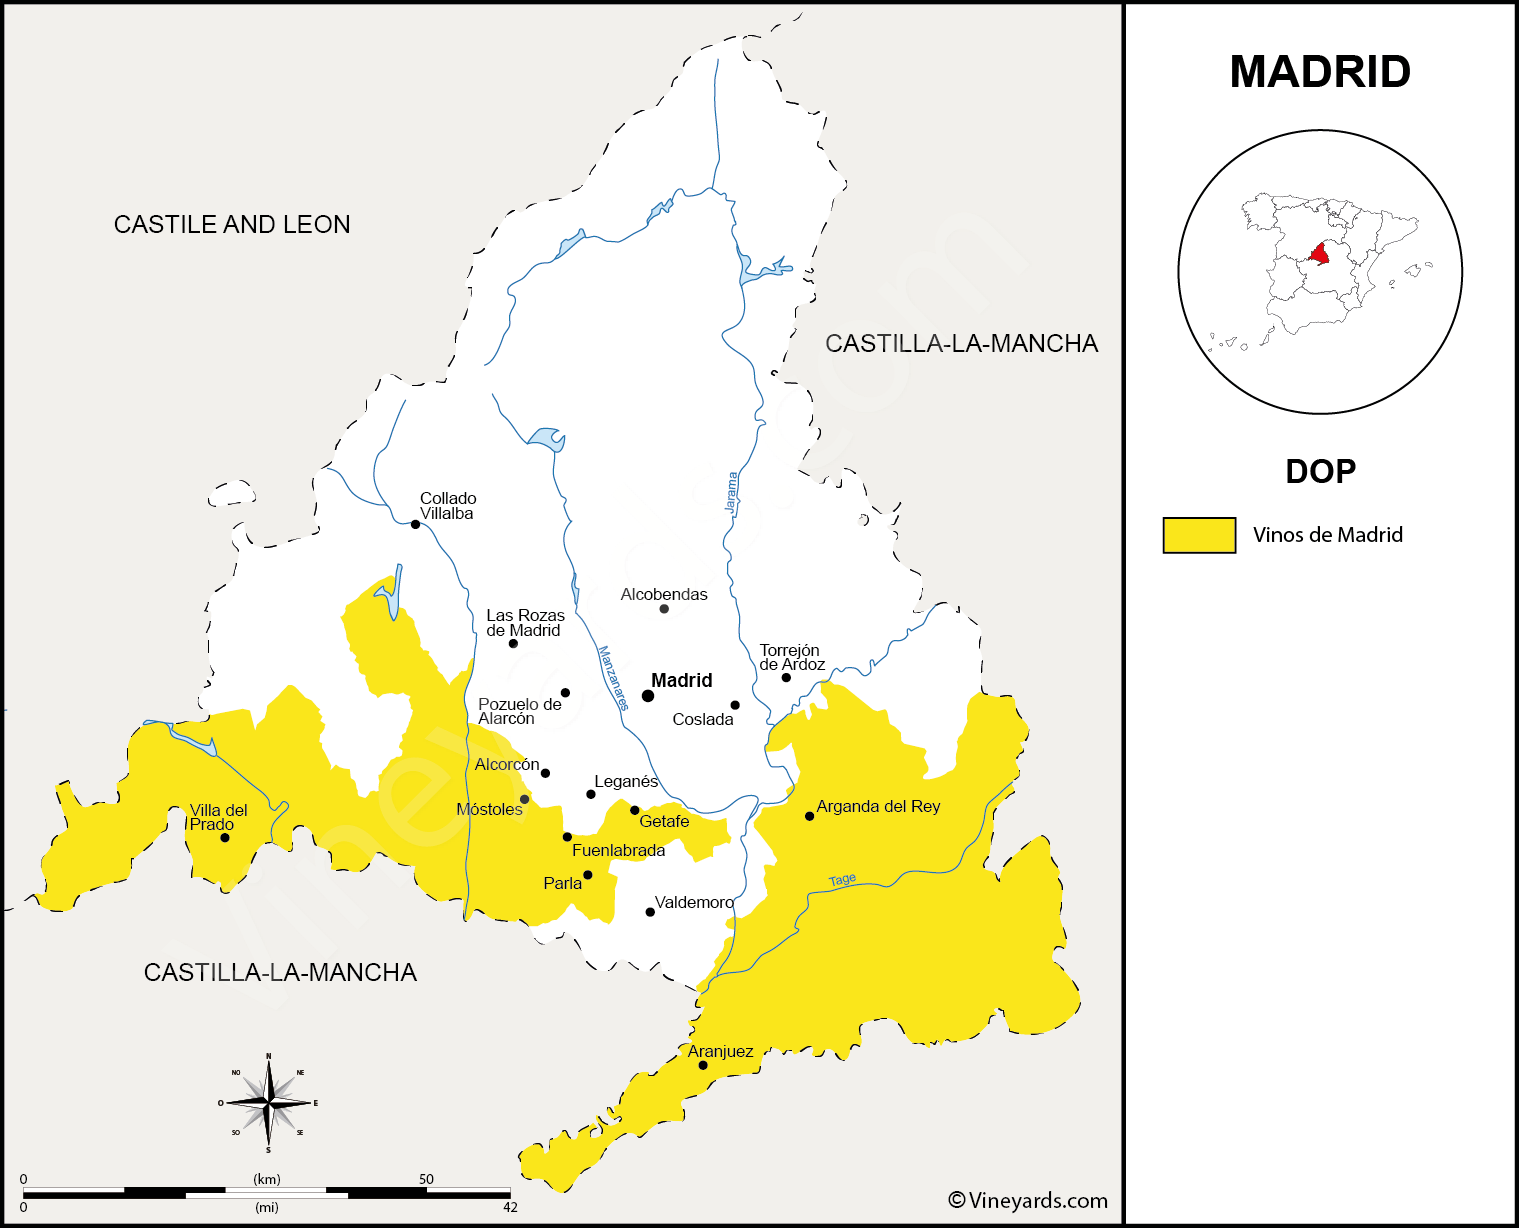 MADRID
DOP
Vinos de Madrid
CASTILE AND LEON
CASTILLA-LA-MANCHA
Collado
Villalba
Jarama
Alcobendas
Las Rozas
de Madrid
Manzanares
Torrejón
de Ardoz
Madrid
Pozuelo de
Alarcón
Coslada
Alcorcón
Leganés
Móstoles
Getafe
Arganda del Rey
Villa del
Prado
Fuenlabrada
Parla
Tage
Valdemoro
CASTILLA-LA-MANCHA
Aranjuez
N
NO
NE
O
E
SO
SE
S
0 (km) 50
0 (mi) 42
© Vineyards.com
Vineyards.com